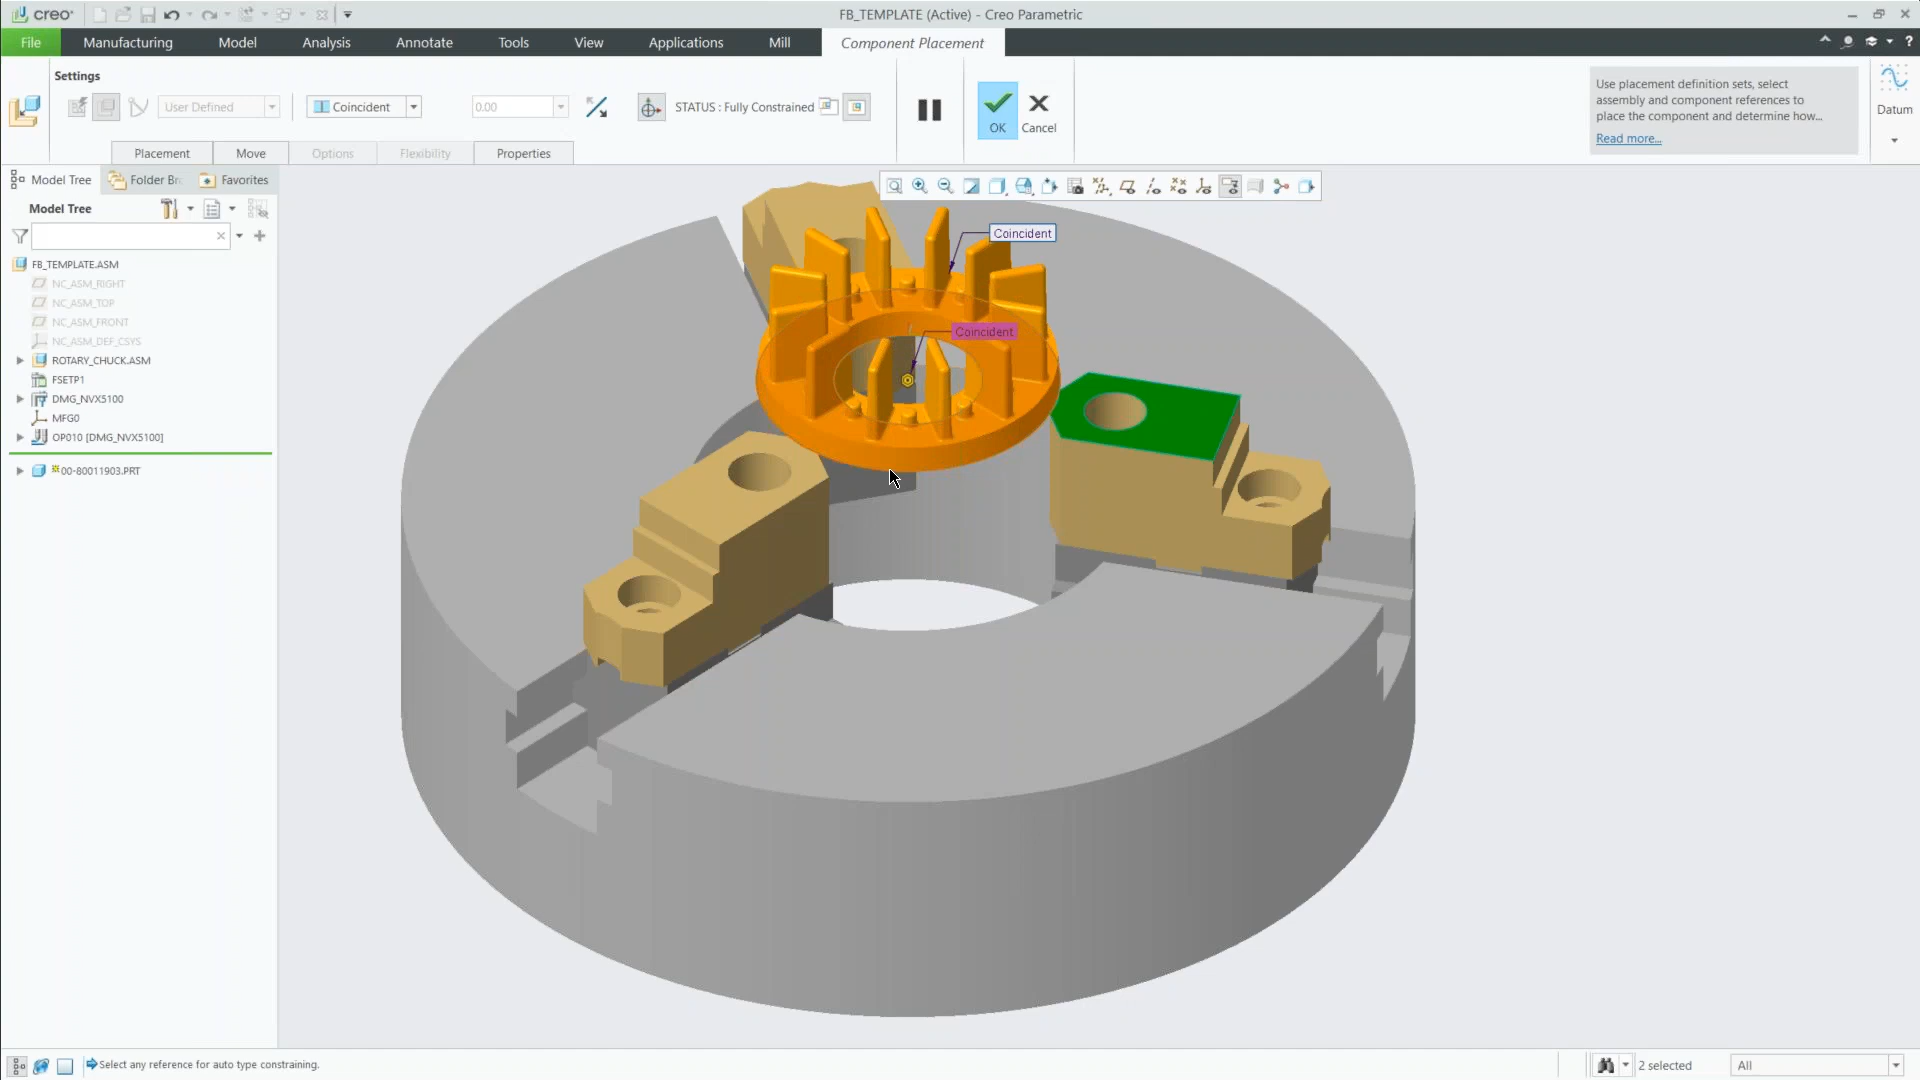 creo
FB_TEMPLATE (Active) - Creo Parametric
File
Manufacturing
Model
Analysis
Annotate
Tools
View
Applications
Mill
Component Placement
Settings
User Defined
Coincident
0.00
STATUS : Fully Constrained
OK
Cancel
Use placement definition sets, select
assembly and component references to
place the component and determine how...
Read more...
Datum
Placement
Move
Options
Flexibility
Properties
Model Tree
Folder Br
Favorites
Model Tree
FB_TEMPLATE.ASM
NC_ASM_RIGHT
NC_ASM_TOP
NC_ASM_FRONT
NC_ASM_DEF_CSYS
ROTARY_CHUCK.ASM
FSETP1
DMG_NVX5100
MFG0
OP010 [DMG_NVX5100]
00-80011903.PRT
Coincident
Coincident
Select any reference for auto type constraining.
2 selected
All